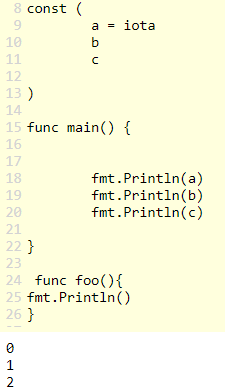 8 const (
9         a = iota
10         b
11         c
12
13 )
14
15 func main() {
16
17
18         fmt.Println(a)
19         fmt.Println(b)
20         fmt.Println(c)
21
22 }
23
24  func foo(){
25 fmt.Println()
26 }
0
1
2